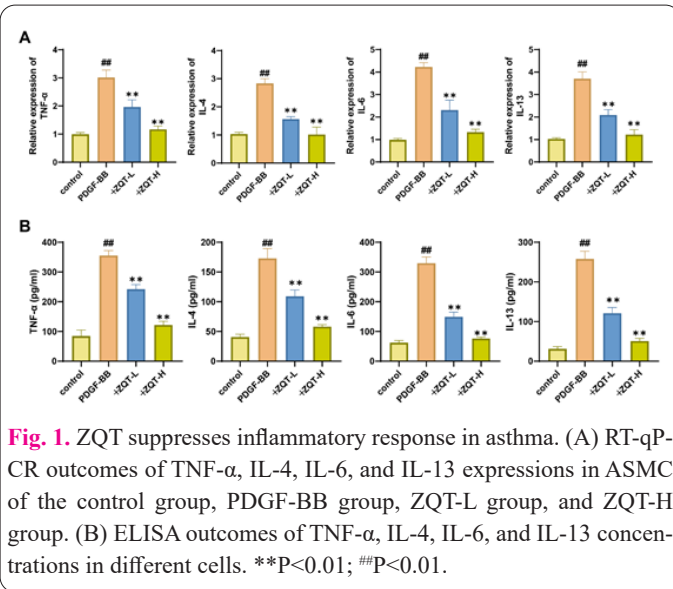 A
Relative expression of
TNF-α
5
4
3
2
1
0
##
**
**
control
PDGF-BB
+ZQT-L
+ZQT-H
Relative expression of
IL-4
4
3
2
1
0
##
**
**
control
PDGF-BB
+ZQT-L
+ZQT-H
Relative expression of
IL-6
5
4
3
2
1
0
##
**
**
control
PDGF-BB
+ZQT-L
+ZQT-H
Relative expression of
IL-13
5
4
3
2
1
0
##
**
**
control
PDGF-BB
+ZQT-L
+ZQT-H
B
TNF-α (pg/ml)
400
300
200
100
0
##
**
**
control
PDGF-BB
+ZQT-L
+ZQT-H
IL-4 (pg/ml)
200
150
100
50
0
##
**
**
control
PDGF-BB
+ZQT-L
+ZQT-H
IL-6 (pg/ml)
400
300
200
100
0
##
**
**
control
PDGF-BB
+ZQT-L
+ZQT-H
IL-13 (pg/ml)
300
200
100
0
##
**
**
control
PDGF-BB
+ZQT-L
+ZQT-H
Fig. 1. ZQT suppresses inflammatory response in asthma. (A) RT-qP-
CR outcomes of TNF-α, IL-4, IL-6, and IL-13 expressions in ASMC
of the control group, PDGF-BB group, ZQT-L group, and ZQT-H
group. (B) ELISA outcomes of TNF-α, IL-4, IL-6, and IL-13 concen-
trations in different cells. **P<0.01; ##P<0.01.